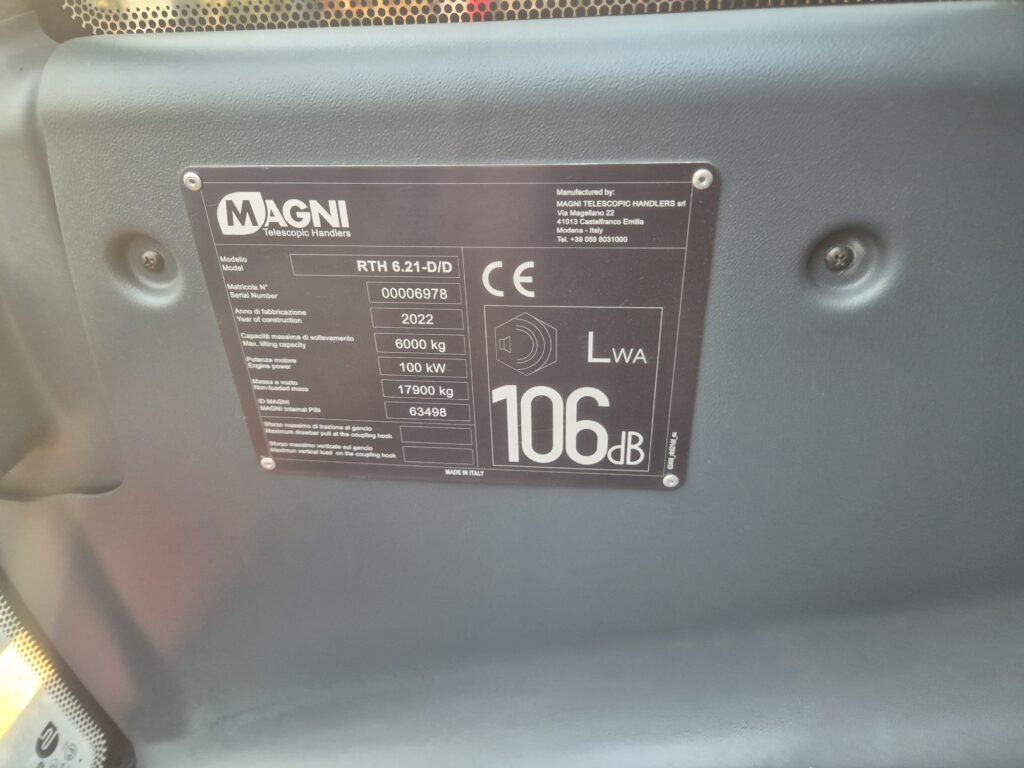 MAGNI
Telescopic Handlers
Manufactured by:
MAGNI TELESCOPIC HANDLERS srl
Via Magellano 22
41013 Castelfranco Emilia
Modena - Italy
Tel. +39 059 8031000
Modello
Model
RTH 6.21-D/D
Matricola N°
Serial Number
00006978
Anno di fabbricazione
Year of construction
2022
Capacità massima di sollevamento
Max. lifting capacity
6000 kg
Potenza motore
Engine power
100 kW
Massa a vuoto
Non-loaded mass
17900 kg
ID MAGNI
MAGNI Internal PIN
63498
Sforzo massimo di trazione al gancio
Maximum drawbar pull at the coupling hook
Sforzo massimo verticale sul gancio
Maximun vertical load on the coupling hook
CE
LWA
106dB
MADE IN ITALY